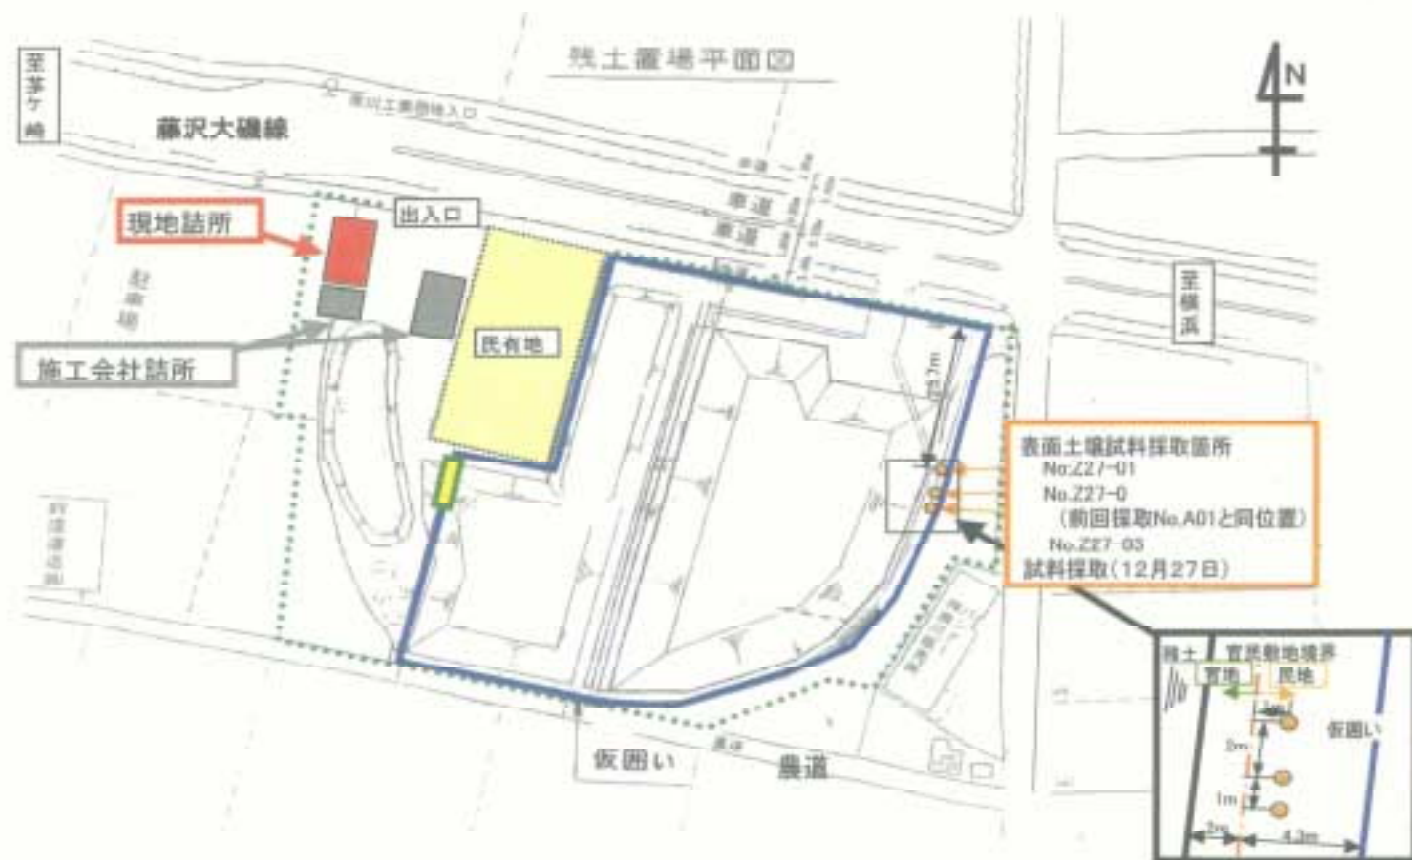 残土置場平面図
至茅ケ崎
藤沢大磯線
N
歩道
車道
車道
現地詰所
出入口
駐車場
至横浜
民有地
施工会社詰所
表面土壌試料採取箇所
No.Z27-01
No.Z27-0
(前回採取No.A01と同位置)
No.Z27-03
試料採取(12月27日)
残土
官民敷地境界
官地
民地
仮囲い
2m
1m
2m
4.3m
仮囲い
農道